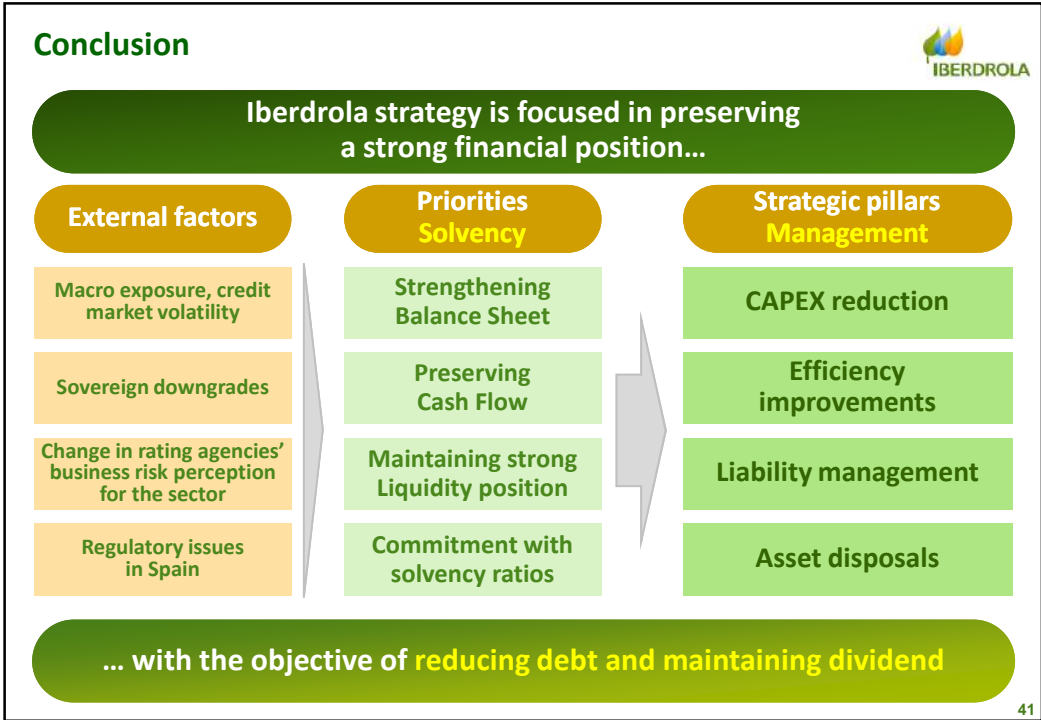 Conclusion
IBERDROLA
Iberdrola strategy is focused in preserving
a strong financial position...
External factors
Macro exposure, credit
market volatility
Sovereign downgrades
Change in rating agencies’
business risk perception
for the sector
Regulatory issues
in Spain
Priorities
Solvency
Strengthening
Balance Sheet
Preserving
Cash Flow
Maintaining strong
Liquidity position
Commitment with
solvency ratios
Strategic pillars
Management
CAPEX reduction
Efficiency
improvements
Liability management
Asset disposals
... with the objective of reducing debt and maintaining dividend
41